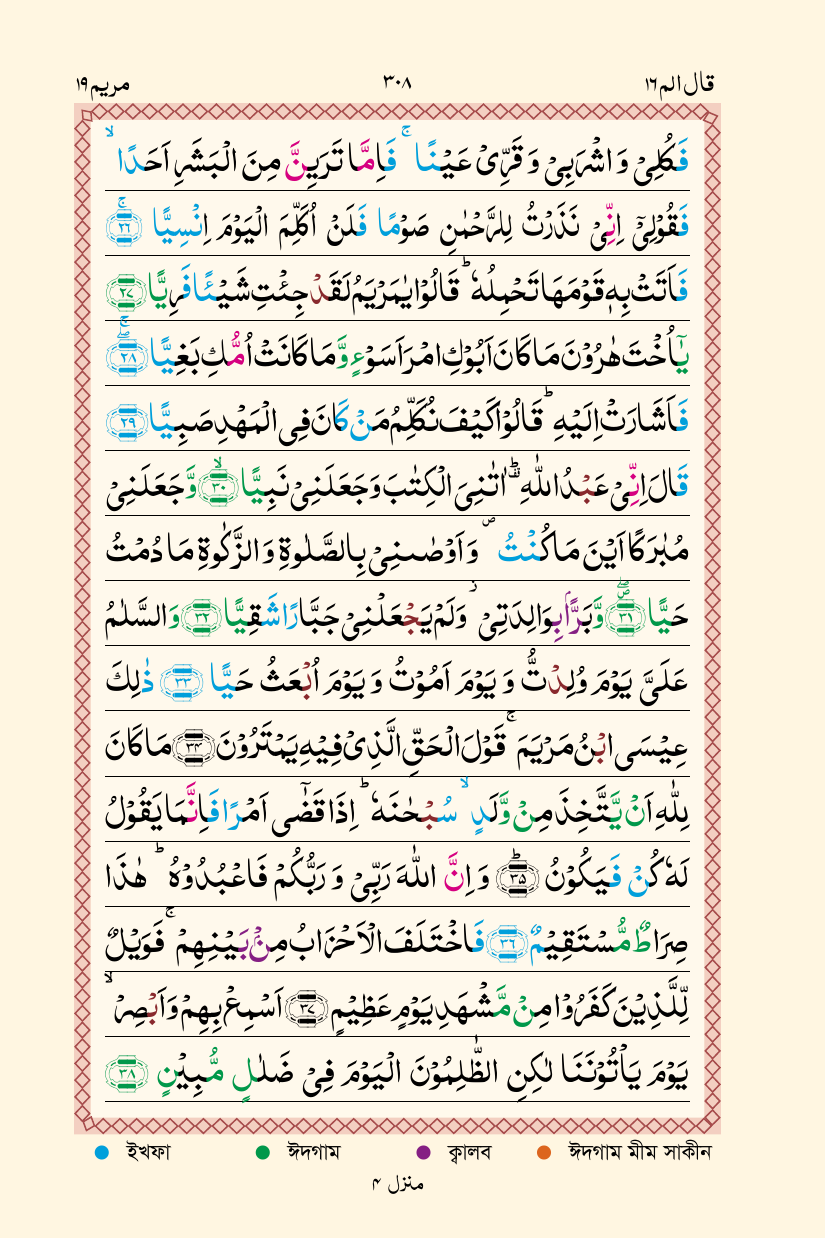 قال الم ١٦ ٣٠٨ مريم ١٩
فَكُلِیْ وَ اشْرَبِیْ وَ قَرِّیْ عَیْنًا ۚ فَاِمَّا تَرَیِنَّ مِنَ الْبَشَرِ اَحَدًا ۙ
فَقُوْلِیْۤ اِنِّیْ نَذَرْتُ لِلرَّحْمٰنِ صَوْمًا فَلَنْ اُكَلِّمَ الْیَوْمَ اِنْسِیًّا ۚ ﴿٢٦﴾
فَاَتَتْ بِهٖ قَوْمَهَا تَحْمِلُهٗ ؕ قَالُوْا یٰمَرْیَمُ لَقَدْ جِئْتِ شَیْـًٔا فَرِیًّا ﴿٢٧﴾
یٰۤاُخْتَ هٰرُوْنَ مَا كَانَ اَبُوْكِ امْرَاَ سَوْءٍ وَّ مَا كَانَتْ اُمُّكِ بَغِیًّا ۖۚ ﴿٢٨﴾
فَاَشَارَتْ اِلَیْهِ ؕ قَالُوْا كَیْفَ نُكَلِّمُ مَنْ كَانَ فِی الْمَهْدِ صَبِیًّا ﴿٢٩﴾
قَالَ اِنِّیْ عَبْدُ اللّٰهِ ؕ۫ اٰتٰىنِیَ الْكِتٰبَ وَ جَعَلَنِیْ نَبِیًّا ۙ ﴿٣٠﴾ وَّ جَعَلَنِیْ
مُبٰرَكًا اَیْنَ مَا كُنْتُ ۪ وَ اَوْصٰىنِیْ بِالصَّلٰوةِ وَ الزَّكٰوةِ مَا دُمْتُ
حَیًّا ۪ۖ ﴿٣١﴾ وَّ بَرًّۢا بِوَالِدَتِیْ ؗ وَ لَمْ یَجْعَلْنِیْ جَبَّارًا شَقِیًّا ﴿٣٢﴾ وَ السَّلٰمُ
عَلَیَّ یَوْمَ وُلِدْتُّ وَ یَوْمَ اَمُوْتُ وَ یَوْمَ اُبْعَثُ حَیًّا ﴿٣٣﴾ ذٰلِكَ
عِیْسَی ابْنُ مَرْیَمَ ۚ قَوْلَ الْحَقِّ الَّذِیْ فِیْهِ یَمْتَرُوْنَ ﴿٣٤﴾ مَا كَانَ
لِلّٰهِ اَنْ یَّتَّخِذَ مِنْ وَّلَدٍ ۙ سُبْحٰنَهٗ ؕ اِذَا قَضٰۤی اَمْرًا فَاِنَّمَا یَقُوْلُ
لَهٗ كُنْ فَیَكُوْنُ ؕ ﴿٣٥﴾ وَ اِنَّ اللّٰهَ رَبِّیْ وَ رَبُّكُمْ فَاعْبُدُوْهُ ؕ هٰذَا
صِرَاطٌ مُّسْتَقِیْمٌ ﴿٣٦﴾ فَاخْتَلَفَ الْاَحْزَابُ مِنْۢ بَیْنِهِمْ ۚ فَوَیْلٌ
لِّلَّذِیْنَ كَفَرُوْا مِنْ مَّشْهَدِ یَوْمٍ عَظِیْمٍ ﴿٣٧﴾ اَسْمِعْ بِهِمْ وَ اَبْصِرْ ۙ
یَوْمَ یَاْتُوْنَنَا لٰكِنِ الظّٰلِمُوْنَ الْیَوْمَ فِیْ ضَلٰلٍ مُّبِیْنٍ ﴿٣٨﴾
ইখফা ঈদগাম ক্বালব ঈদগাম মীম সাকীন
منزل ٤